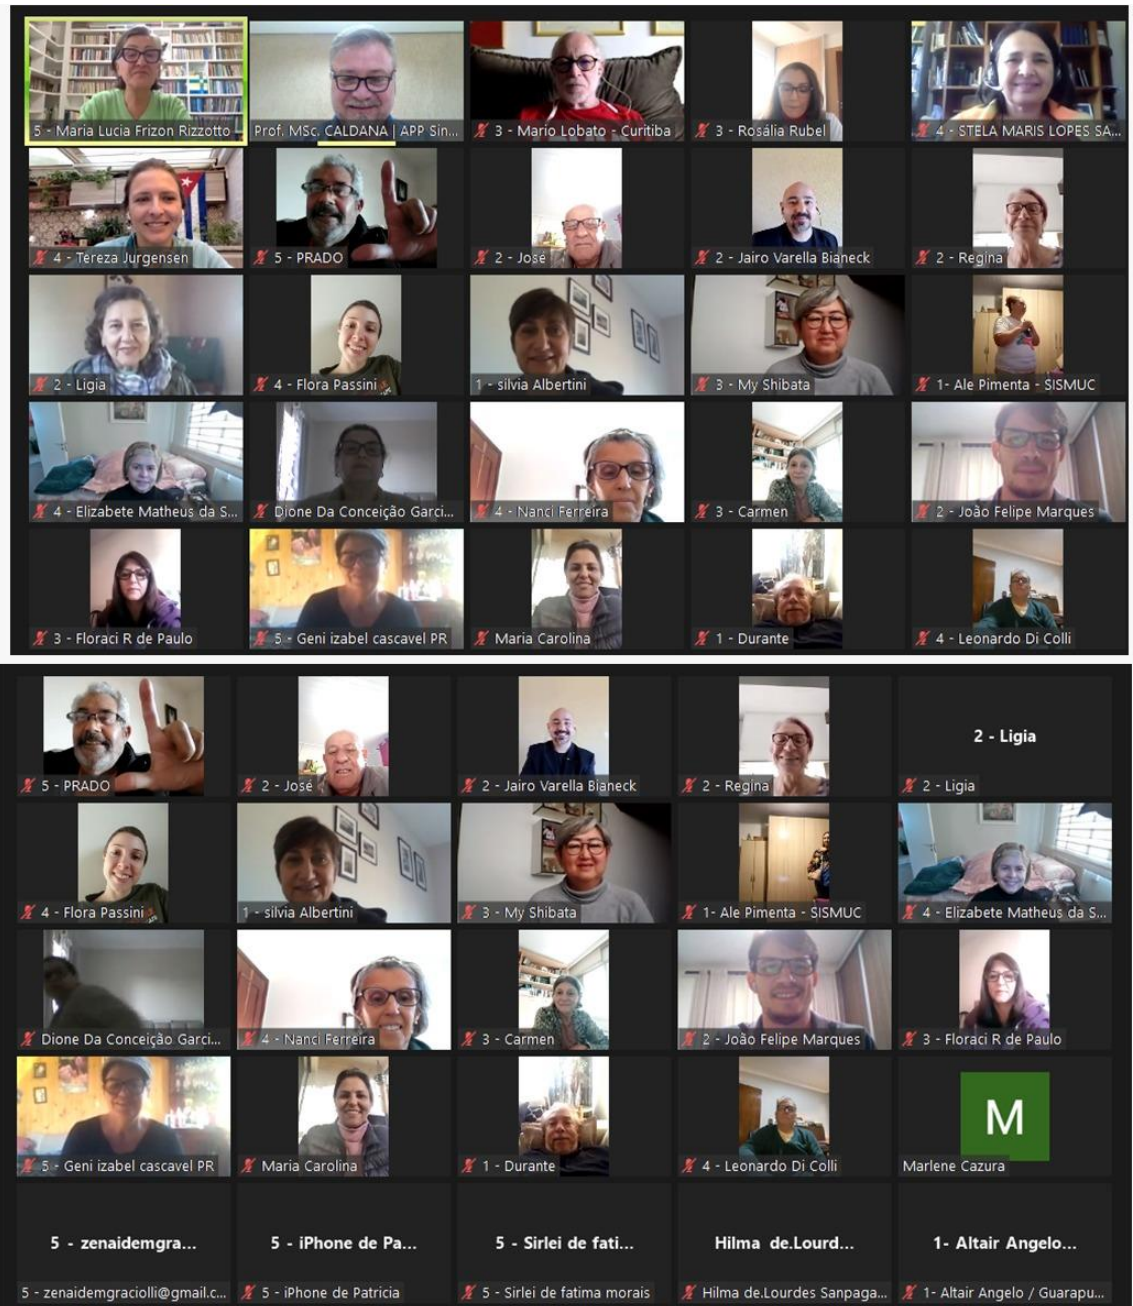 5 - Maria Lucia Frizon Rizzotto
Prof. MSc. CALDANA | APP Sin...
3 - Mario Lobato - Curitiba
3 - Rosália Rubel
4 - STELA MARIS LOPES SA...
4 - Tereza Jurgensen
5 - PRADO
2 - José
2 - Jairo Varella Bianeck
2 - Regina
2 - Ligia
4 - Flora Passini
1 - silvia Albertini
3 - My Shibata
1- Ale Pimenta - SISMUC
4 - Elizabete Matheus da S...
Dione Da Conceição Garci...
4 - Nanci Ferreira
3 - Carmen
2 - João Felipe Marques
3 - Floraci R de Paulo
5 - Geni izabel cascavel PR
Maria Carolina
1 - Durante
4 - Leonardo Di Colli
5 - PRADO
2 - José
2 - Jairo Varella Bianeck
2 - Regina
2 - Ligia
2 - Ligia
4 - Flora Passini
1 - silvia Albertini
3 - My Shibata
1- Ale Pimenta - SISMUC
4 - Elizabete Matheus da S...
Dione Da Conceição Garci...
4 - Nanci Ferreira
3 - Carmen
2 - João Felipe Marques
3 - Floraci R de Paulo
5 - Geni izabel cascavel PR
Maria Carolina
1 - Durante
4 - Leonardo Di Colli
M
Marlene Cazura
5 - zenaidemgra...
5 - iPhone de Pa...
5 - Sirlei de fati...
Hilma de.Lourd...
1- Altair Angelo...
5 - zenaidemgraciolli@gmail.c...
5 - iPhone de Patricia
5 - Sirlei de fatima morais
Hilma de.Lourdes Sanpaga...
1- Altair Angelo / Guarapu...